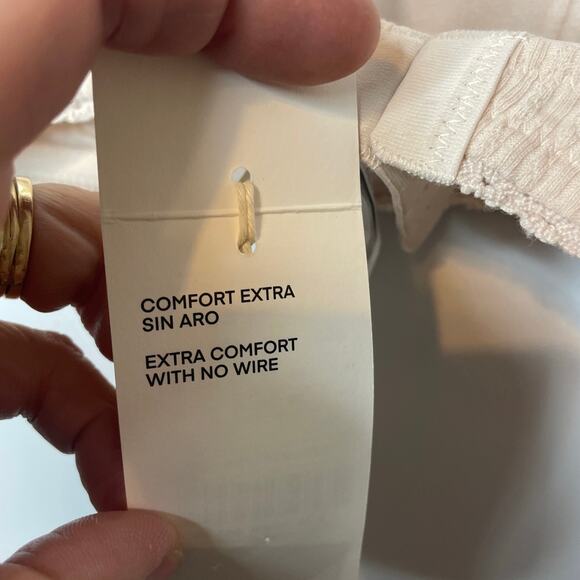 COMFORT EXTRA
SIN ARO
EXTRA COMFORT
WITH NO WIRE